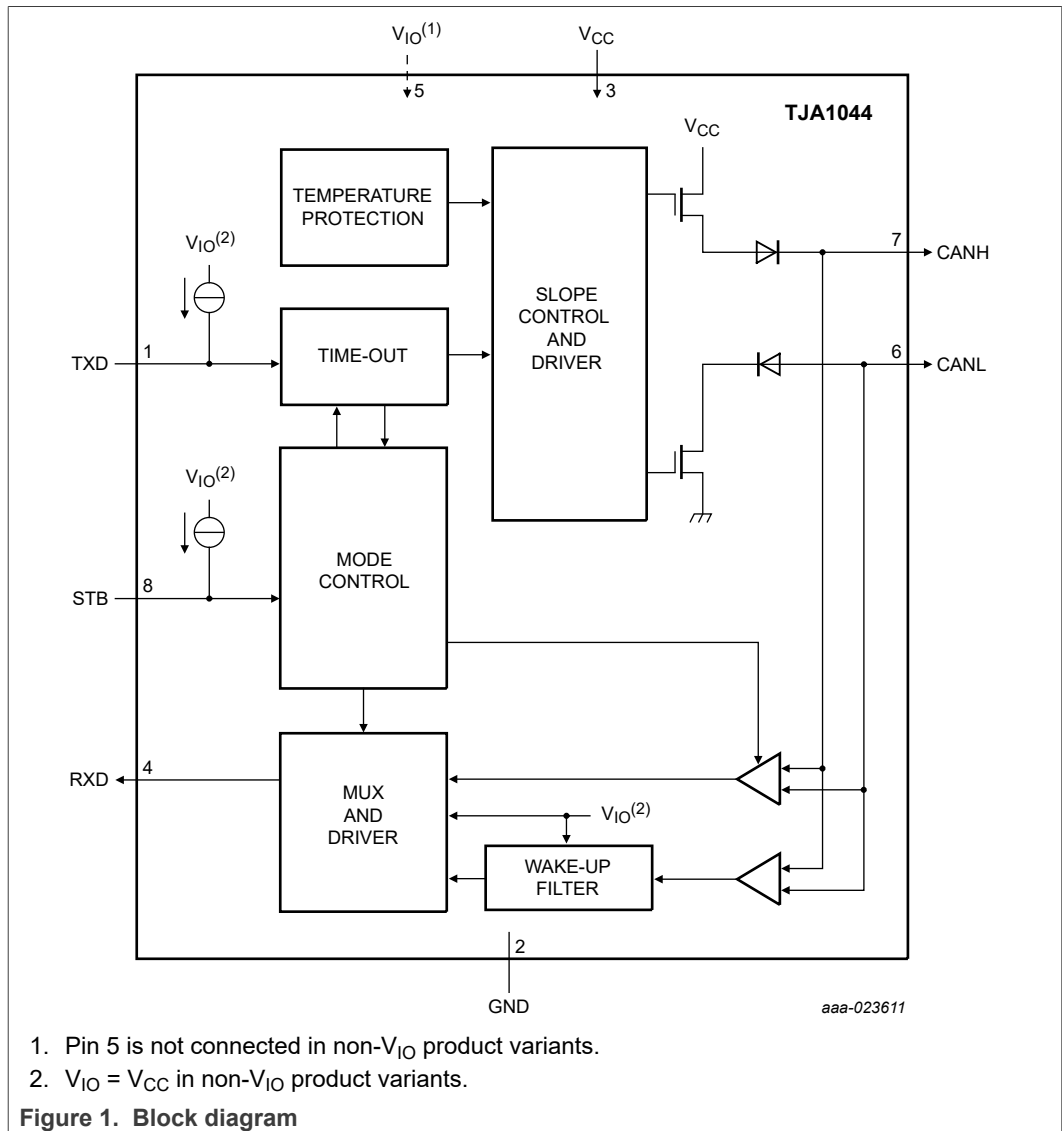 V_IO(1)
V_CC
5
3
TJA1044
V_CC
TEMPERATURE
PROTECTION
V_IO(2)
7
CANH
SLOPE
CONTROL
AND
DRIVER
TXD
1
TIME-OUT
6
CANL
V_IO(2)
MODE
CONTROL
STB
8
RXD
4
MUX
AND
DRIVER
V_IO(2)
WAKE-UP
FILTER
2
GND
aaa-023611
1. Pin 5 is not connected in non-V_IO product variants.
2. V_IO = V_CC in non-V_IO product variants.
Figure 1. Block diagram